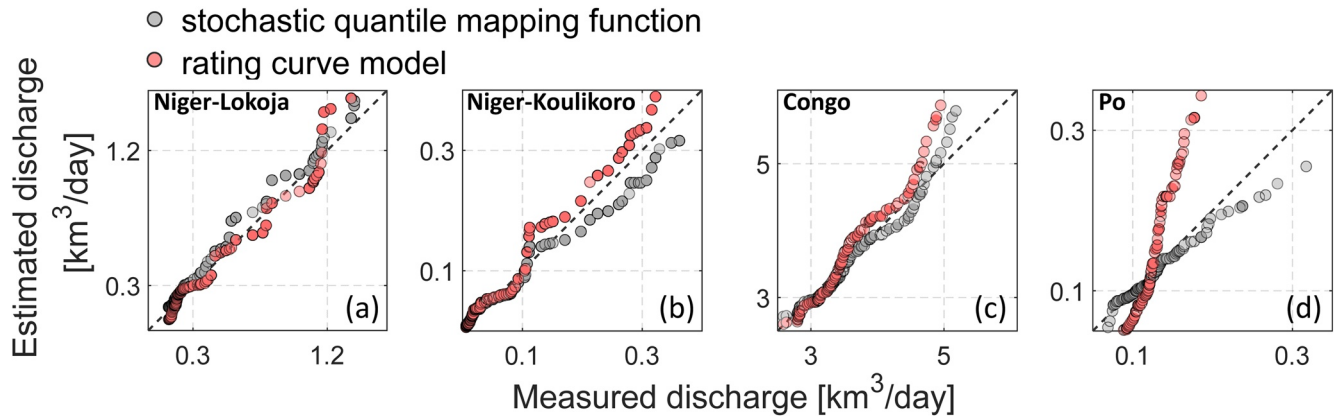 stochastic quantile mapping function
rating curve model
Estimated discharge
[km³/day]
Niger-Lokoja
1.2
0.3
(a)
0.3 1.2
Niger-Koulikoro
0.3
0.1
(b)
0.1 0.3
Congo
5
3
(c)
3 5
Po
0.3
0.1
(d)
0.1 0.3
Measured discharge [km³/day]